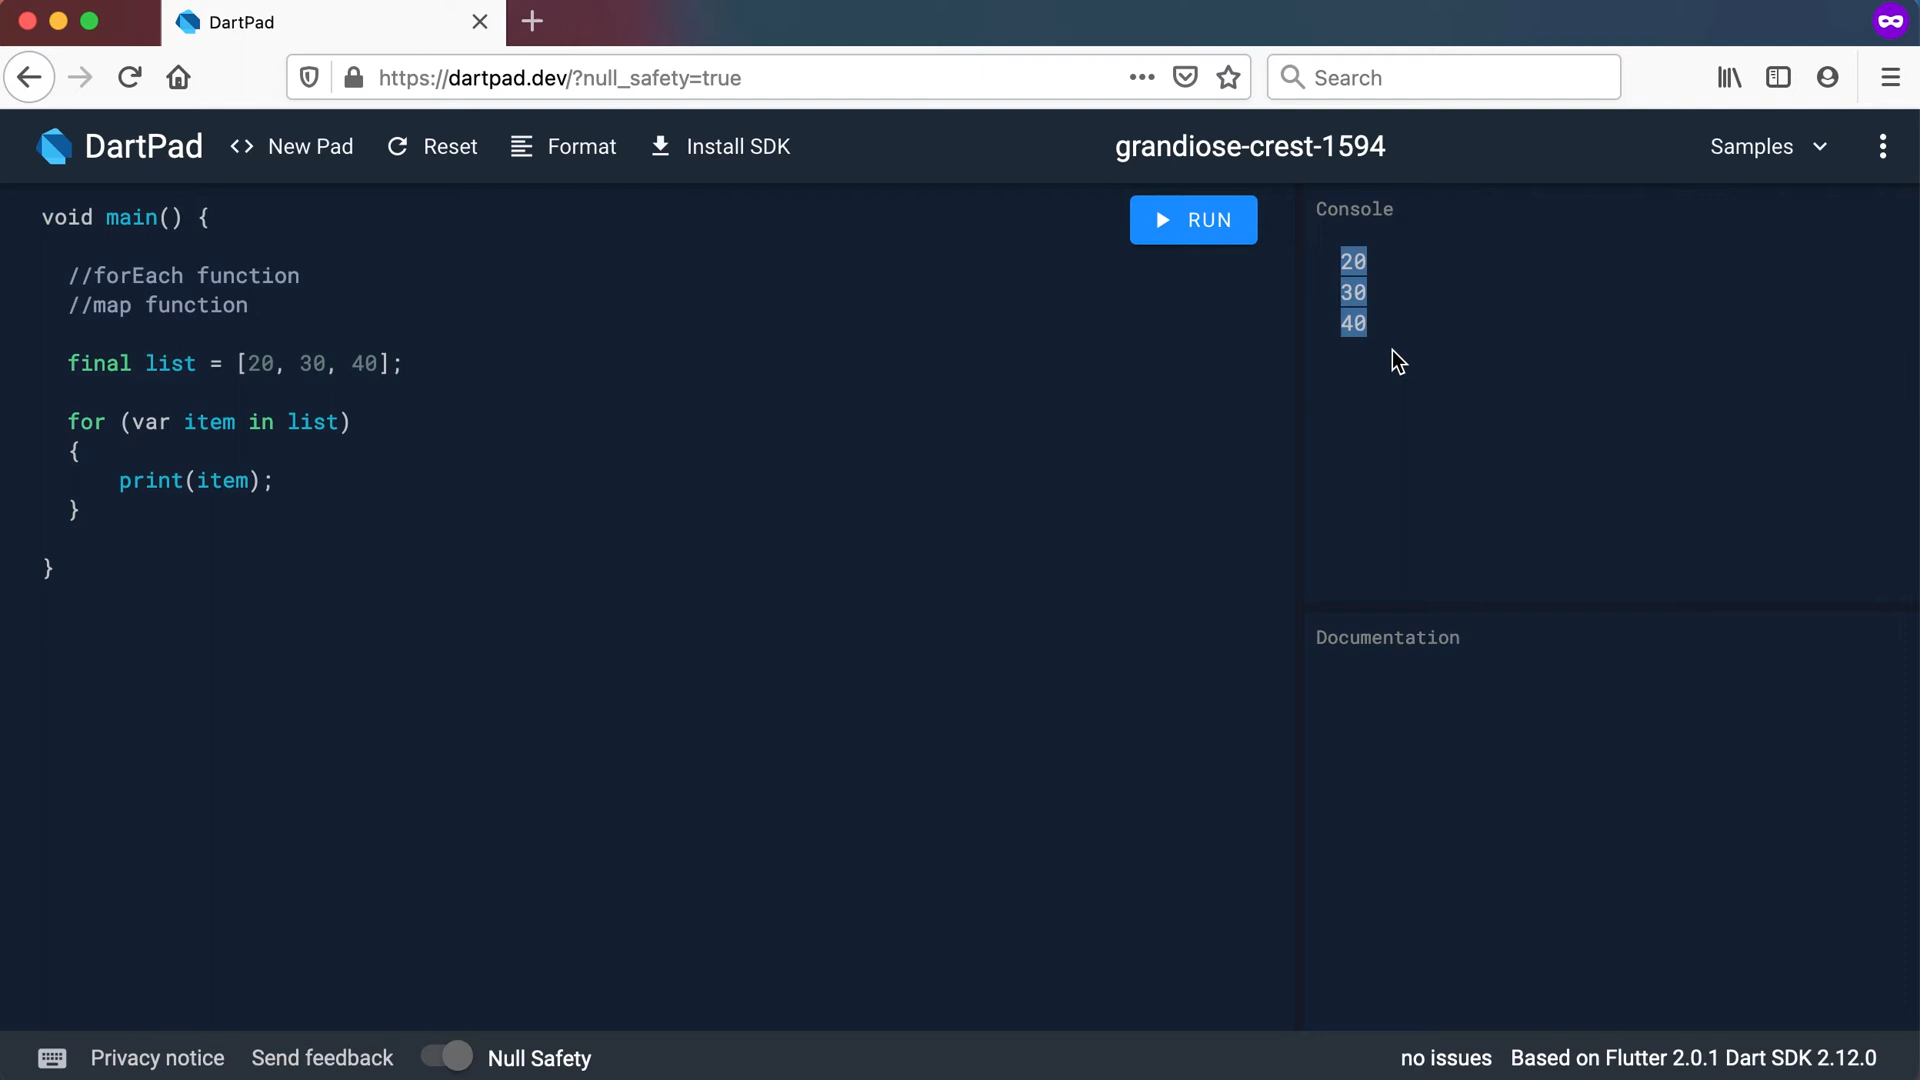 DartPad
https://dartpad.dev/?null_safety=true
Search
DartPad
New Pad
Reset
Format
Install SDK
grandiose-crest-1594
Samples
void main() {
//forEach function
//map function
final list = [20, 30, 40];
for (var item in list)
{
print(item);
}
}
RUN
Console
20
30
40
Documentation
Privacy notice
Send feedback
Null Safety
no issues
Based on Flutter 2.0.1 Dart SDK 2.12.0